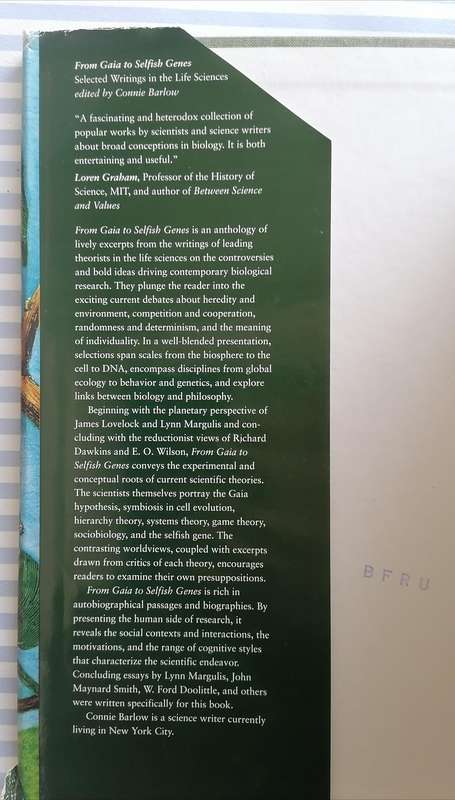 From Gaia to Selfish Genes
Selected Writings in the Life Sciences
edited by Connie Barlow
“A fascinating and heterodox collection of
popular works by scientists and science writers
about broad conceptions in biology. It is both
entertaining and useful.”
Loren Graham, Professor of the History of
Science, MIT, and author of Between Science
and Values
From Gaia to Selfish Genes is an anthology of
lively excerpts from the writings of leading
theorists in the life sciences on the controversies
and bold ideas driving contemporary biological
research. They plunge the reader into the
exciting current debates about heredity and
environment, competition and cooperation,
randomness and determinism, and the meaning
of individuality. In a well-blended presentation,
selections span scales from the biosphere to the
cell to DNA, encompass disciplines from global
ecology to behavior and genetics, and explore
links between biology and philosophy.
Beginning with the planetary perspective of
James Lovelock and Lynn Margulis and con-
cluding with the reductionist views of Richard
Dawkins and E. O. Wilson, From Gaia to
Selfish Genes conveys the experimental and
conceptual roots of current scientific theories.
The scientists themselves portray the Gaia
hypothesis, symbiosis in cell evolution,
hierarchy theory, systems theory, game theory,
sociobiology, and the selfish gene. The
contrasting worldviews, coupled with excerpts
drawn from critics of each theory, encourages
readers to examine their own presuppositions.
From Gaia to Selfish Genes is rich in
autobiographical passages and biographies. By
presenting the human side of research, it
reveals the social contexts and interactions, the
motivations, and the range of cognitive styles
that characterize the scientific endeavor.
Concluding essays by Lynn Margulis, John
Maynard Smith, W. Ford Doolittle, and others
were written specifically for this book.
Connie Barlow is a science writer currently
living in New York City.
BFRU